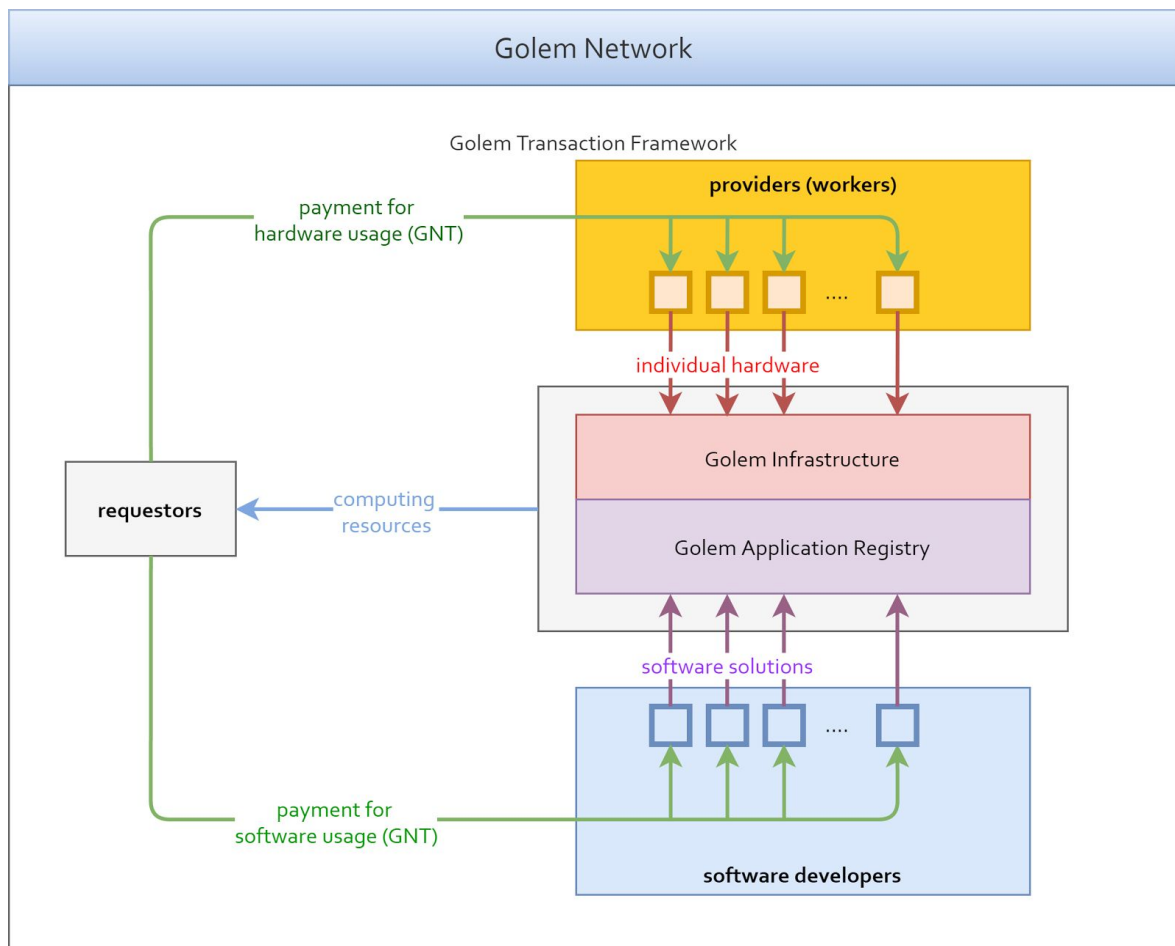 Golem Network
Golem Transaction Framework
providers (workers)
payment for
hardware usage (GNT)
....
individual hardware
Golem Infrastructure
requestors
computing
resources
Golem Application Registry
software solutions
....
payment for
software usage (GNT)
software developers